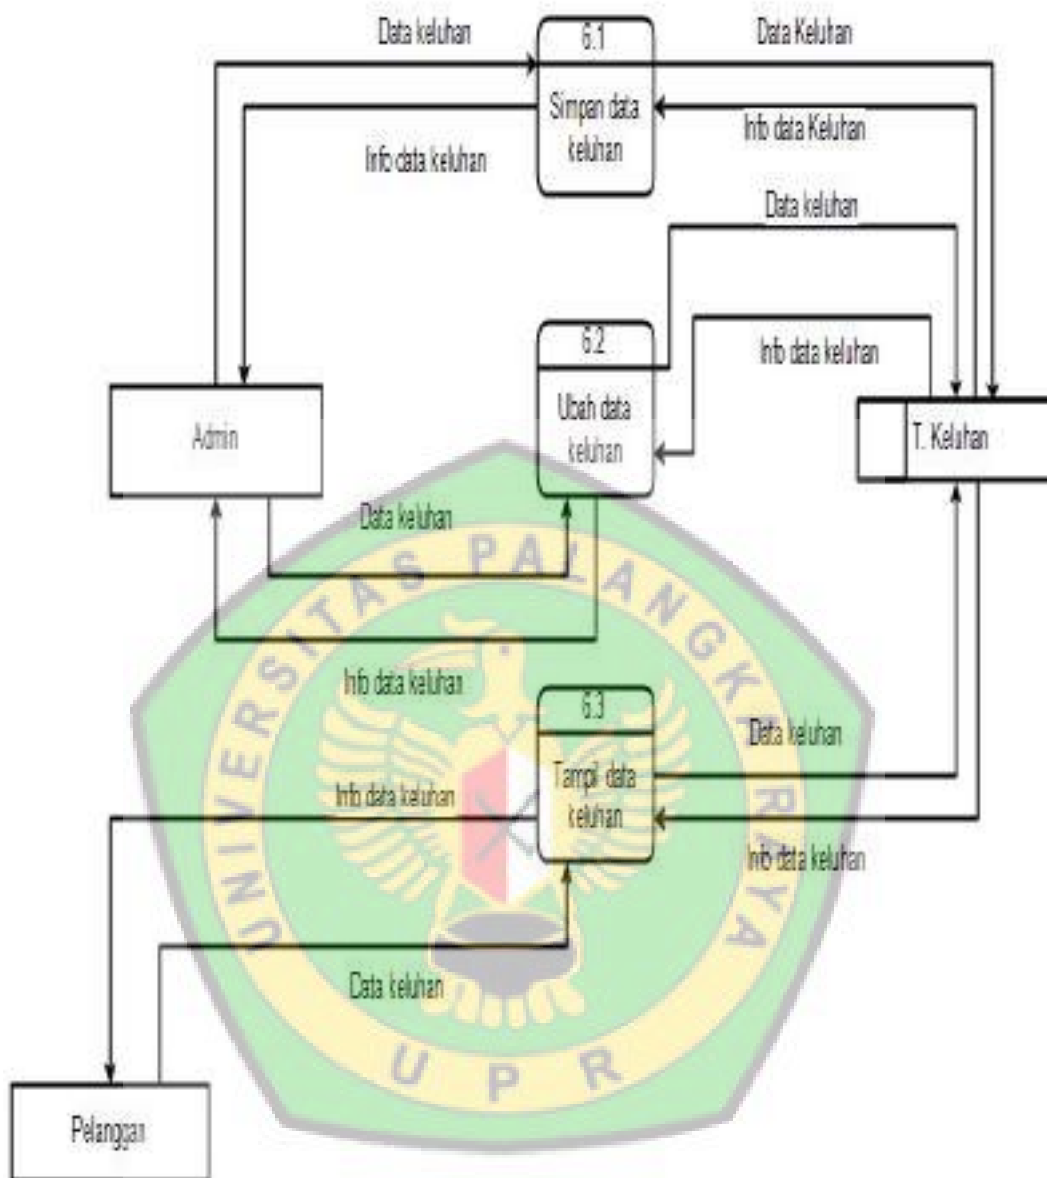 Data keluhan
6.1
Data Keluhan
Simpan data
keluhan
Info data keluhan
Info data Keluhan
Data keluhan
6.2
Info data keluhan
Ubah data
keluhan
Admin
T. Keluhan
Data keluhan
Info data keluhan
6.3
Data keluhan
Tampil data
keluhan
Info data keluhan
Info data keluhan
Data keluhan
Pelanggan
UNIVERSITAS PALANGKA RAYA
UPR